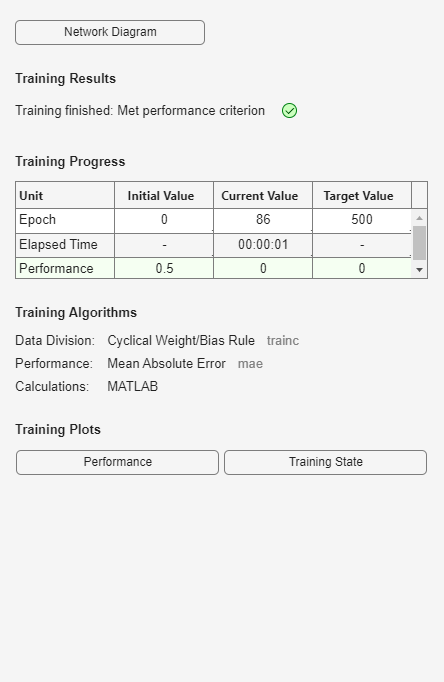 Network Diagram
Training Results
Training finished: Met performance criterion
Training Progress
Unit Initial Value Current Value Target Value
Epoch 0 86 500
Elapsed Time - 00:00:01 -
Performance 0.5 0 0
Training Algorithms
Data Division: Cyclical Weight/Bias Rule trainc
Performance: Mean Absolute Error mae
Calculations: MATLAB
Training Plots
Performance Training State